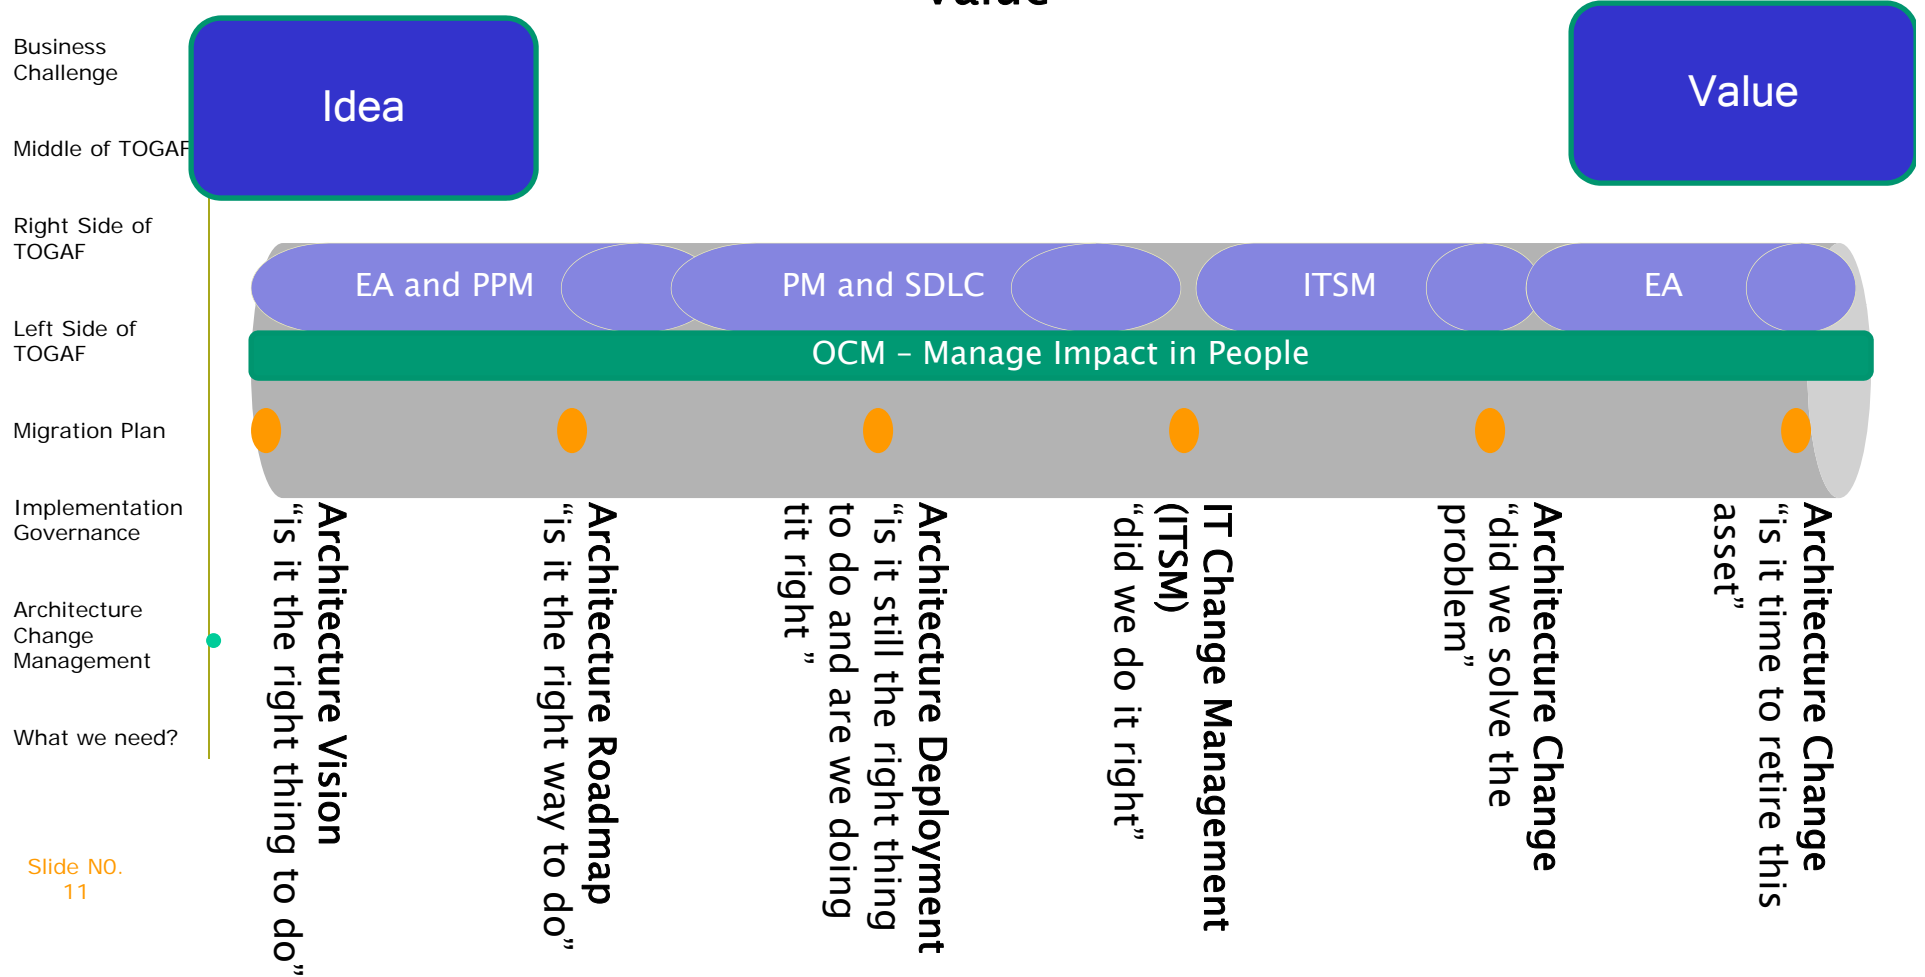 Value
Business
Challenge
Middle of TOGAF
Right Side of
TOGAF
Left Side of
TOGAF
Migration Plan
Implementation
Governance
Architecture
Change
Management
What we need?
Slide N0.
11
Idea
Value
EA and PPM
PM and SDLC
ITSM
EA
OCM – Manage Impact in People
Architecture Vision
“is it the right thing to do”
Architecture Roadmap
“is it the right way to do”
Architecture Deployment
“is it still the right thing
to do and are we doing
tit right ”
IT Change Management
(ITSM)
“did we do it right”
Architecture Change
“did we solve the
problem”
Architecture Change
“is it time to retire this
asset”